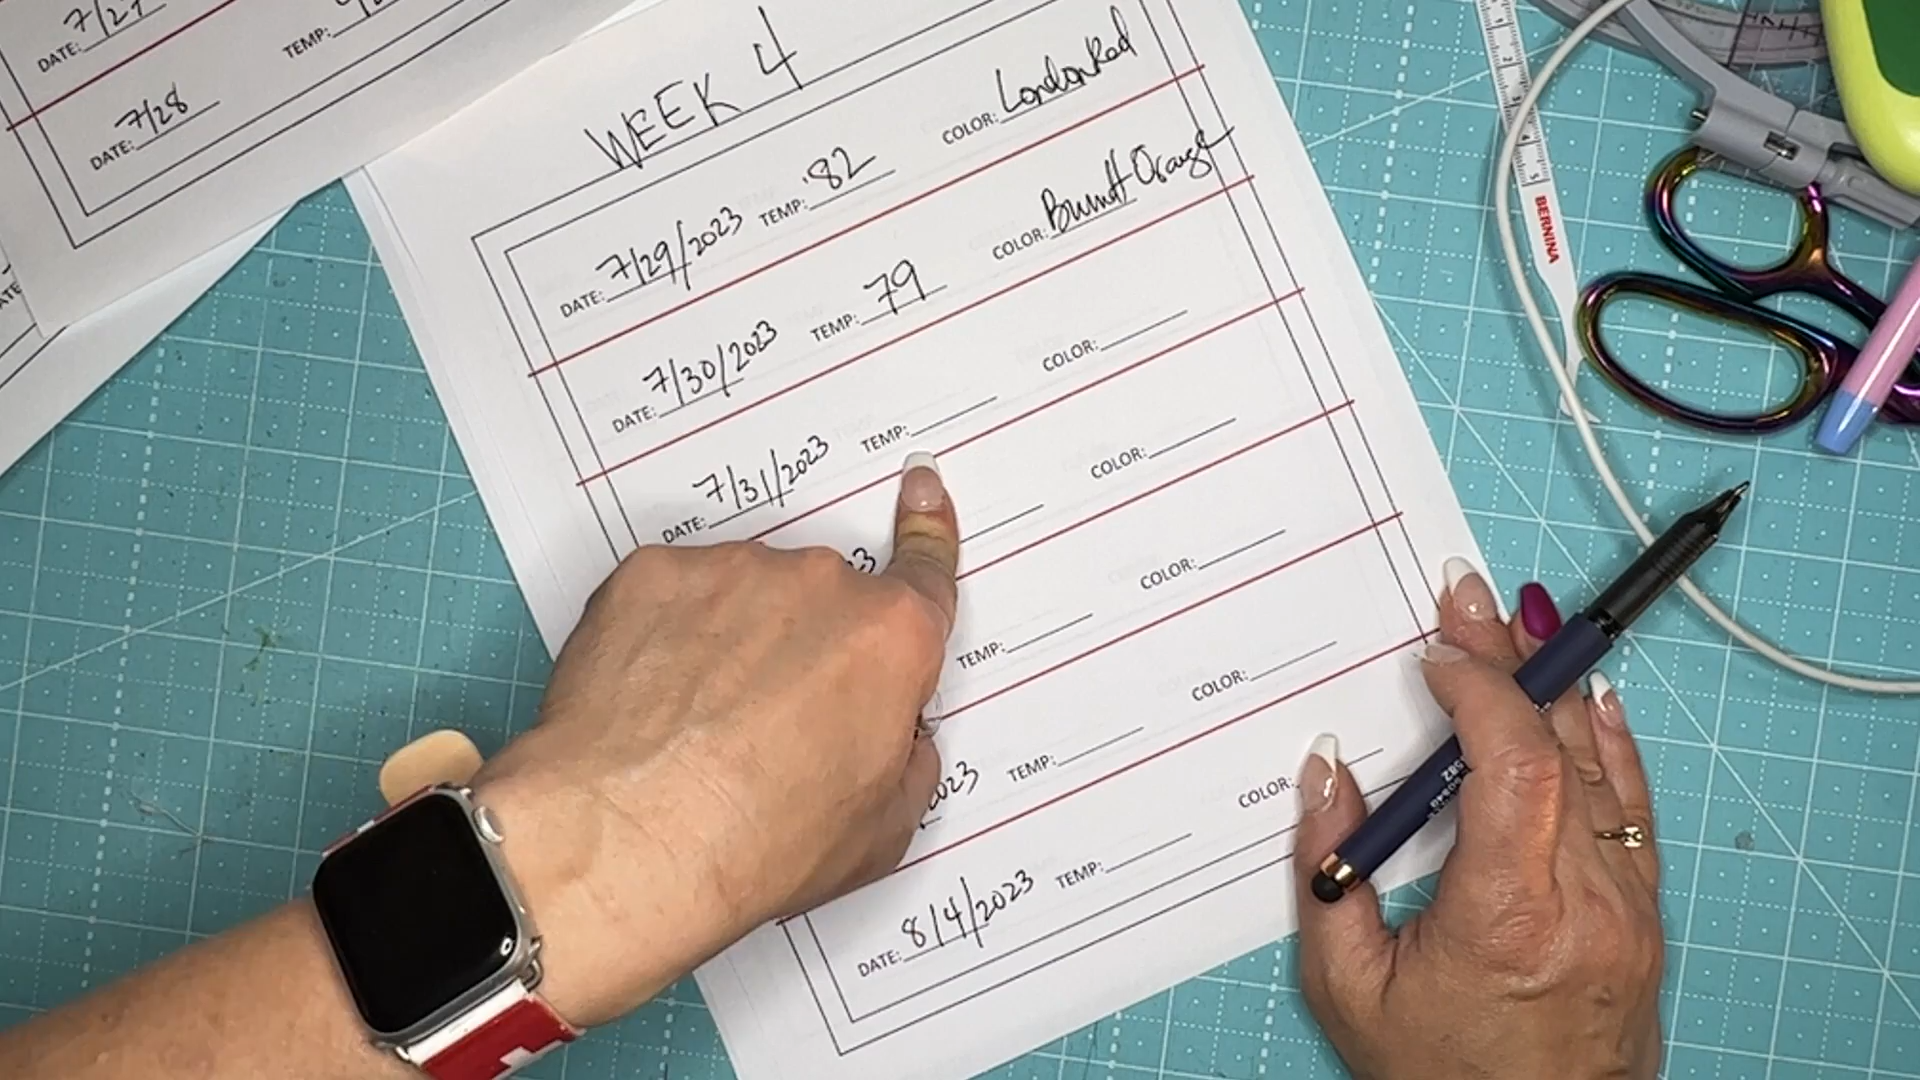 DATE: 7/27
TEMP:
DATE: 7/28
WEEK 4
DATE: 7/29/2023 TEMP: 82 COLOR: London Red
DATE: 7/30/2023 TEMP: 79 COLOR: Burnt Orange
DATE: 7/31/2023 TEMP: COLOR:
23 COLOR:
TEMP: COLOR:
2023 TEMP: COLOR:
DATE: 8/4/2023 TEMP: COLOR:
BERNINA